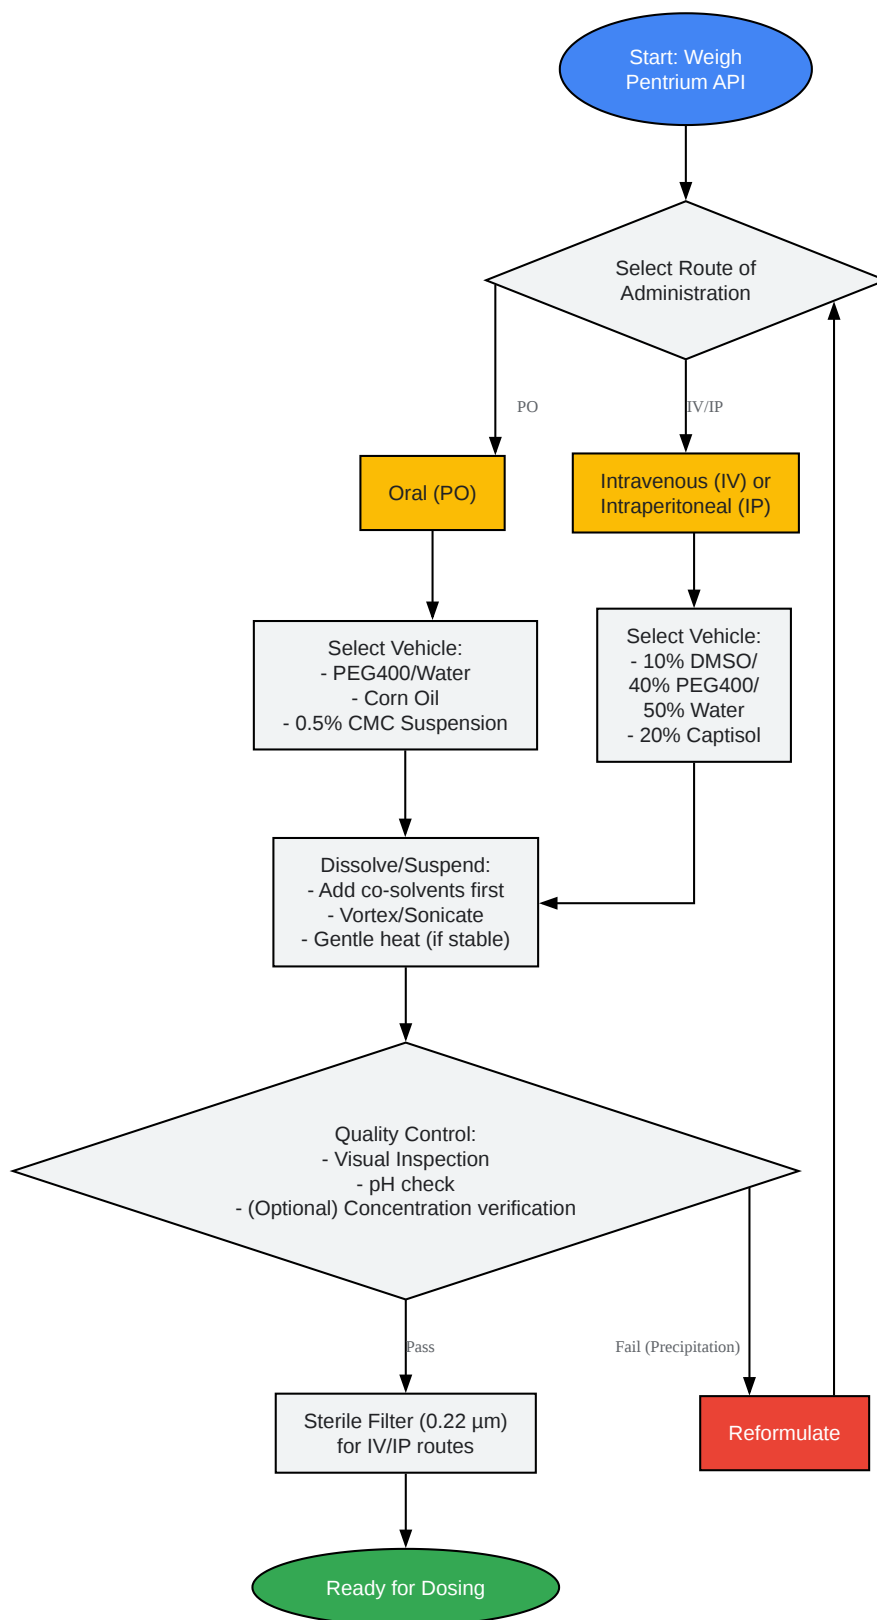 Start: Weigh
Pentrium API
Select Route of
Administration
PO
IV/IP
Oral (PO)
Intravenous (IV) or
Intraperitoneal (IP)
Select Vehicle:
- PEG400/Water
- Corn Oil
- 0.5% CMC Suspension
Select Vehicle:
- 10% DMSO/
40% PEG400/
50% Water
- 20% Captisol
Dissolve/Suspend:
- Add co-solvents first
- Vortex/Sonicate
- Gentle heat (if stable)
Quality Control:
- Visual Inspection
- pH check
- (Optional) Concentration verification
Pass
Fail (Precipitation)
Sterile Filter (0.22 µm)
for IV/IP routes
Reformulate
Ready for Dosing